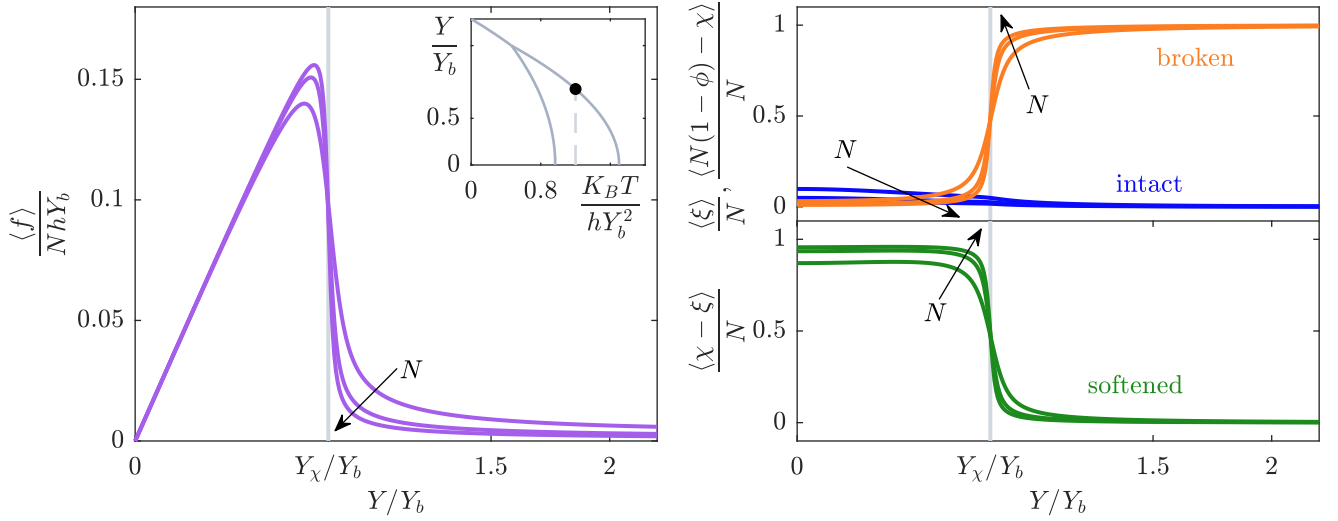 ⟨f⟩ / NhY_b
0.15
0.1
0.05
0
0
Y_χ/Y_b
1.5
2
Y/Y_b
N
Y / Y_b
0.5
0
0
0.8
K_B T / hY_b^2
⟨ξ⟩ / N, ⟨N(1 − ϕ) − χ⟩ / N
1
0.5
0
broken
N
N
intact
⟨χ − ξ⟩ / N
1
0.5
0
N
softened
0
Y_χ/Y_b
1.5
2
Y/Y_b